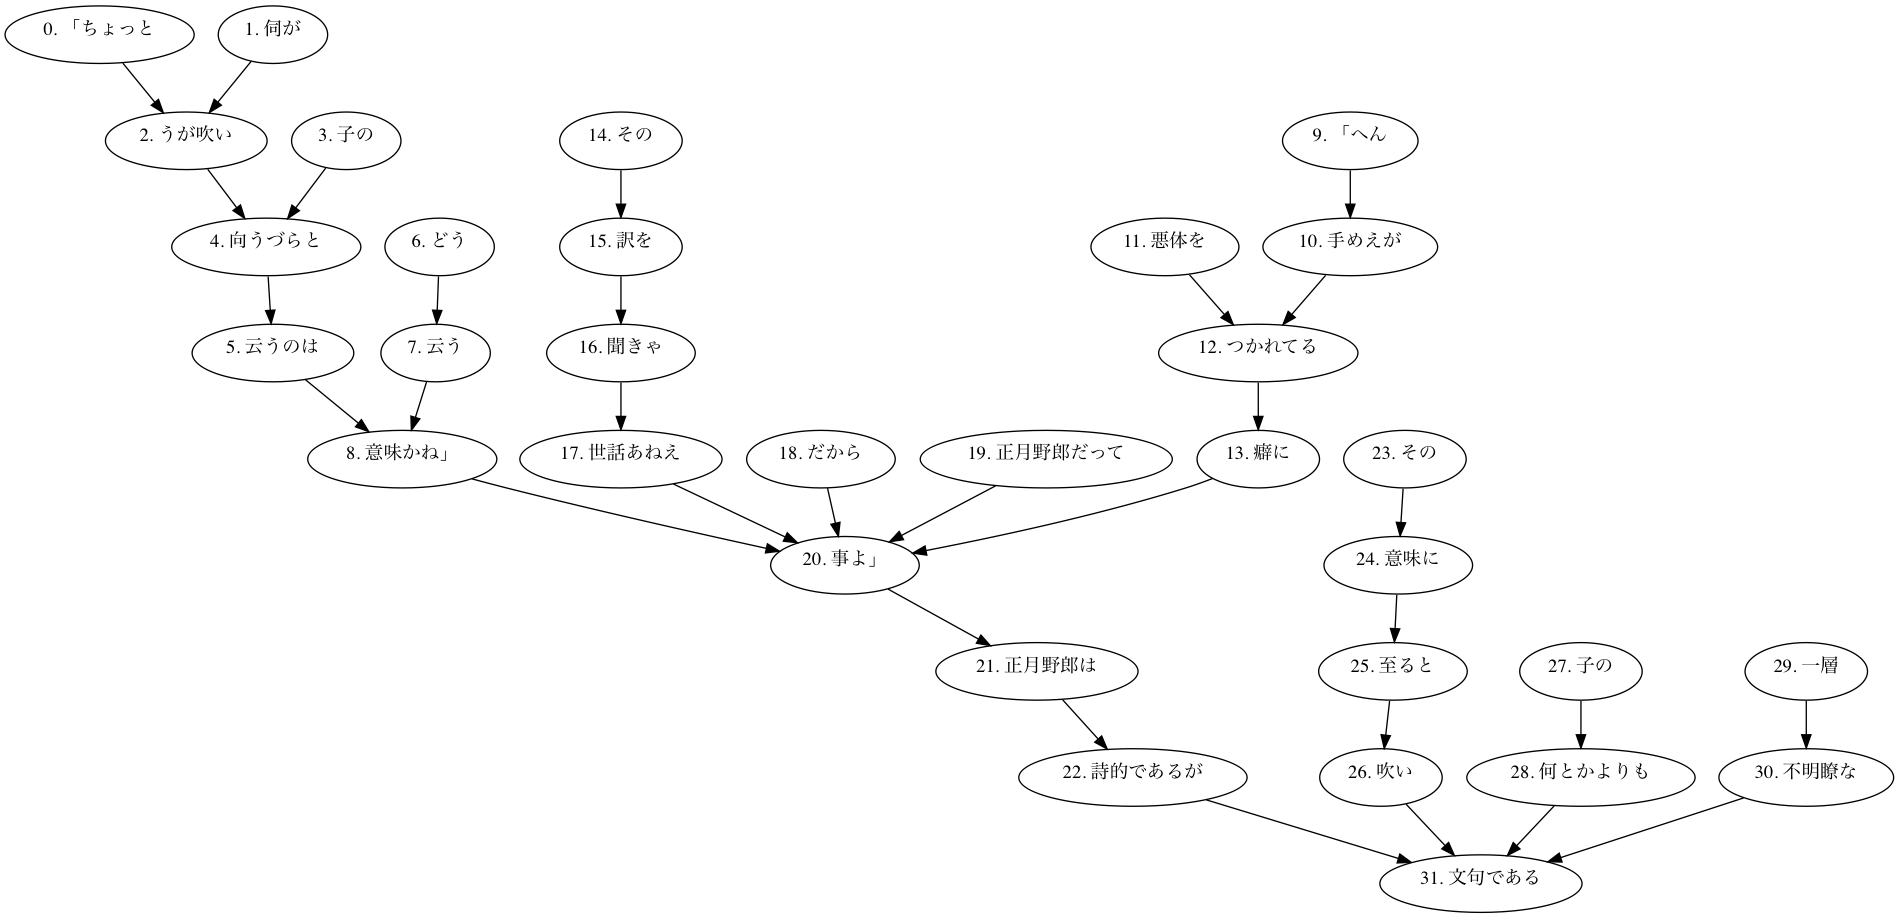 0. 「ちょっと
1. 伺が
2. うが吹い
3. 子の
14. その
9. 「へん
4. 向うづらと
6. どう
15. 訳を
11. 悪体を
10. 手めえが
5. 云うのは
7. 云う
16. 聞きゃ
12. つかれてる
8. 意味かね」
17. 世話あねえ
18. だから
19. 正月野郎だって
13. 癖に
23. その
20. 事よ」
24. 意味に
21. 正月野郎は
25. 至ると
27. 子の
29. 一層
22. 詩的であるが
26. 吹い
28. 何とかよりも
30. 不明瞭な
31. 文句である